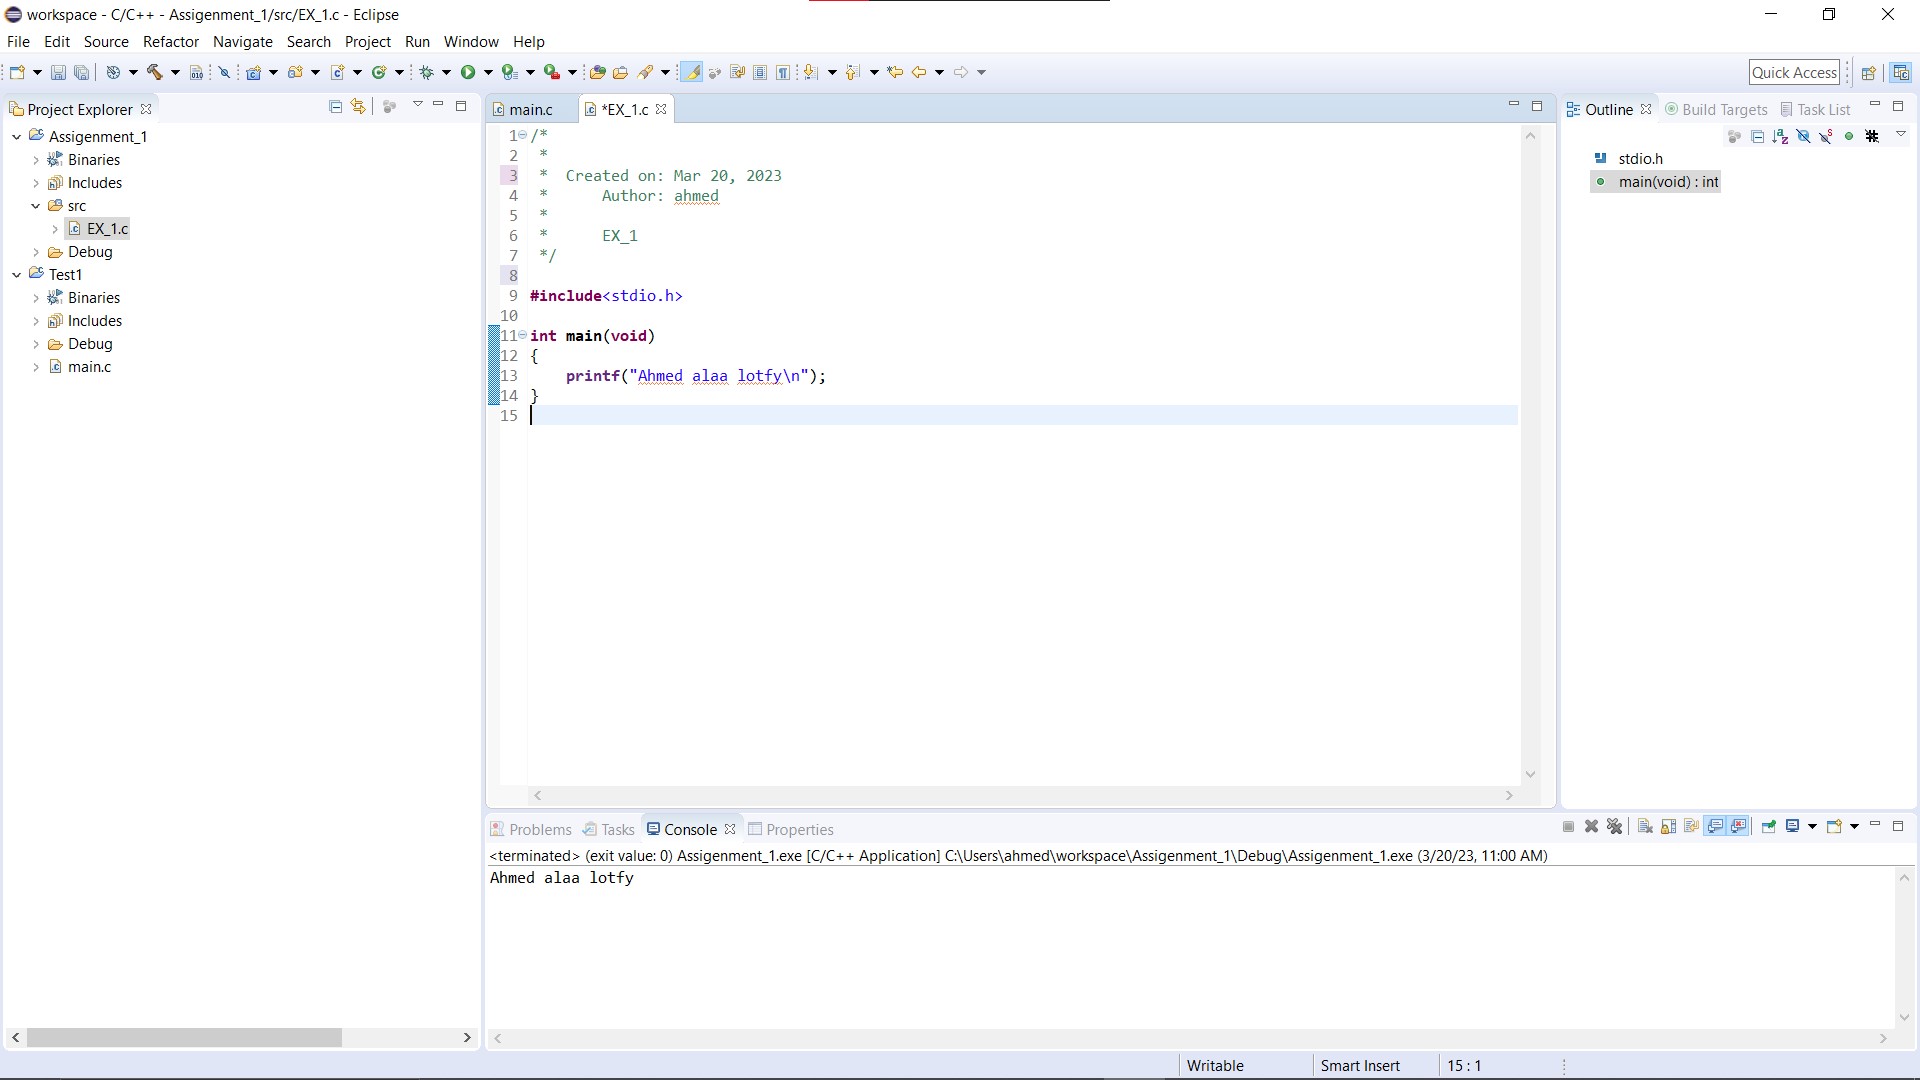 workspace - C/C++ - Assigenment_1/src/EX_1.c - Eclipse
File Edit Source Refactor Navigate Search Project Run Window Help
Quick Access
Project Explorer
Assigenment_1
Binaries
Includes
src
EX_1.c
Debug
Test1
Binaries
Includes
Debug
main.c
main.c *EX_1.c
1 /*
2 *
3 * Created on: Mar 20, 2023
4 * Author: ahmed
5 *
6 * EX_1
7 */
8
9 #include<stdio.h>
10
11 int main(void)
12 {
13 printf("Ahmed alaa lotfy\n");
14 }
15
Outline Build Targets Task List
stdio.h
main(void) : int
Problems Tasks Console Properties
<terminated> (exit value: 0) Assigenment_1.exe [C/C++ Application] C:\Users\ahmed\workspace\Assigenment_1\Debug\Assigenment_1.exe (3/20/23, 11:00 AM)
Ahmed alaa lotfy
Writable Smart Insert 15 : 1